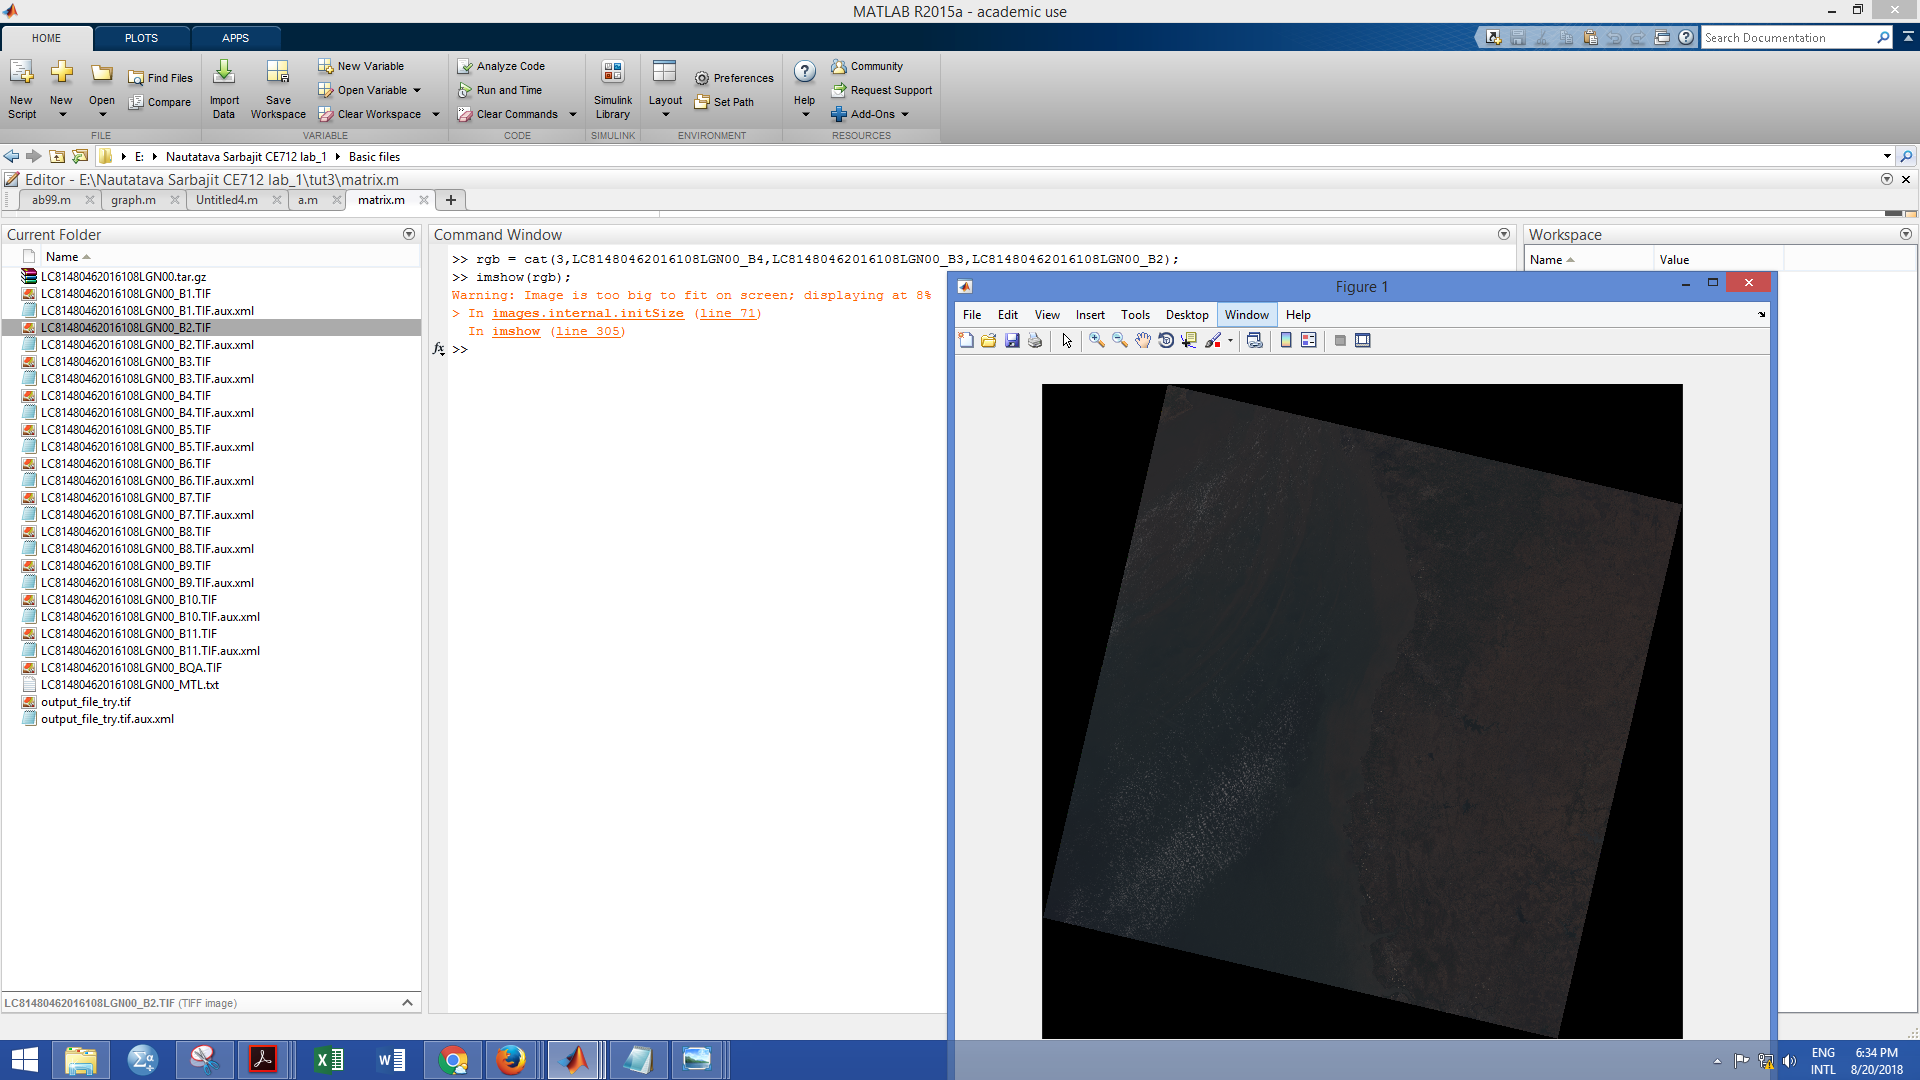 MATLAB R2015a - academic use
HOME PLOTS APPS
Search Documentation
New Script
New
Open
Find Files
Compare
Import Data
Save Workspace
New Variable
Open Variable
Clear Workspace
Analyze Code
Run and Time
Clear Commands
Simulink Library
Layout
Preferences
Set Path
Help
Community
Request Support
Add-Ons
FILE VARIABLE CODE SIMULINK ENVIRONMENT RESOURCES
E: Nautatava Sarbajit CE712 lab_1 Basic files
Editor - E:\Nautatava Sarbajit CE712 lab_1\tut3\matrix.m
ab99.m graph.m Untitled4.m a.m matrix.m
Current Folder
Name
LC81480462016108LGN00.tar.gz
LC81480462016108LGN00_B1.TIF
LC81480462016108LGN00_B1.TIF.aux.xml
LC81480462016108LGN00_B2.TIF
LC81480462016108LGN00_B2.TIF.aux.xml
LC81480462016108LGN00_B3.TIF
LC81480462016108LGN00_B3.TIF.aux.xml
LC81480462016108LGN00_B4.TIF
LC81480462016108LGN00_B4.TIF.aux.xml
LC81480462016108LGN00_B5.TIF
LC81480462016108LGN00_B5.TIF.aux.xml
LC81480462016108LGN00_B6.TIF
LC81480462016108LGN00_B6.TIF.aux.xml
LC81480462016108LGN00_B7.TIF
LC81480462016108LGN00_B7.TIF.aux.xml
LC81480462016108LGN00_B8.TIF
LC81480462016108LGN00_B8.TIF.aux.xml
LC81480462016108LGN00_B9.TIF
LC81480462016108LGN00_B9.TIF.aux.xml
LC81480462016108LGN00_B10.TIF
LC81480462016108LGN00_B10.TIF.aux.xml
LC81480462016108LGN00_B11.TIF
LC81480462016108LGN00_B11.TIF.aux.xml
LC81480462016108LGN00_BQA.TIF
LC81480462016108LGN00_MTL.txt
output_file_try.tif
output_file_try.tif.aux.xml
LC81480462016108LGN00_B2.TIF (TIFF image)
Command Window
>> rgb = cat(3,LC81480462016108LGN00_B4,LC81480462016108LGN00_B3,LC81480462016108LGN00_B2);
>> imshow(rgb);
Warning: Image is too big to fit on screen; displaying at 8%
> In images.internal.initSize (line 71)
In imshow (line 305)
fx >>
Workspace
Name Value
Figure 1
File Edit View Insert Tools Desktop Window Help
ENG
INTL
6:34 PM
8/20/2018